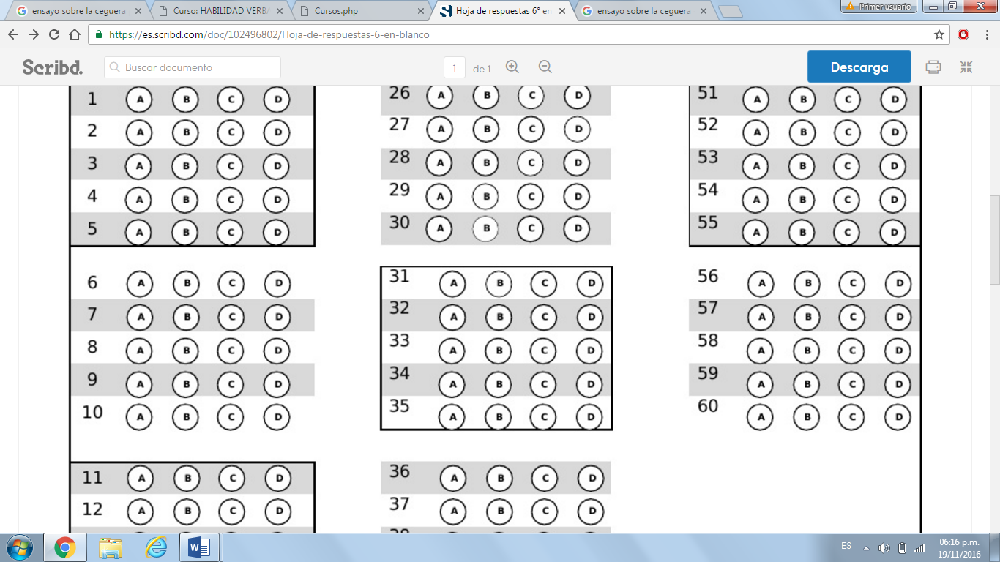 ensayo sobre la ceguera
Curso: HABILIDAD VERBA
Cursos.php
Hoja de respuestas 6° en
ensayo sobre la ceguera
Primer usuario
https://es.scribd.com/doc/102496802/Hoja-de-respuestas-6-en-blanco
Scribd.
Buscar documento
1 de 1
Descarga
1 A B C D
2 A B C D
3 A B C D
4 A B C D
5 A B C D
6 A B C D
7 A B C D
8 A B C D
9 A B C D
10 A B C D
11 A B C D
12 A B C D
26 A B C D
27 A B C D
28 A B C D
29 A B C D
30 A B C D
31 A B C D
32 A B C D
33 A B C D
34 A B C D
35 A B C D
36 A B C D
37 A B C D
51 A B C D
52 A B C D
53 A B C D
54 A B C D
55 A B C D
56 A B C D
57 A B C D
58 A B C D
59 A B C D
60 A B C D
ES
06:16 p.m.
19/11/2016